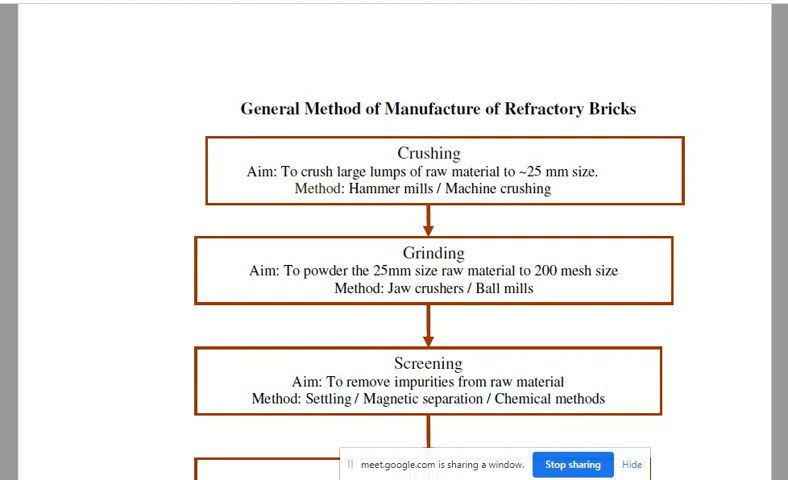 General Method of Manufacture of Refractory Bricks
Crushing
Aim: To crush large lumps of raw material to ~25 mm size.
Method: Hammer mills / Machine crushing
Grinding
Aim: To powder the 25mm size raw material to 200 mesh size
Method: Jaw crushers / Ball mills
Screening
Aim: To remove impurities from raw material
Method: Settling / Magnetic separation / Chemical methods
meet.google.com is sharing a window. Stop sharing Hide